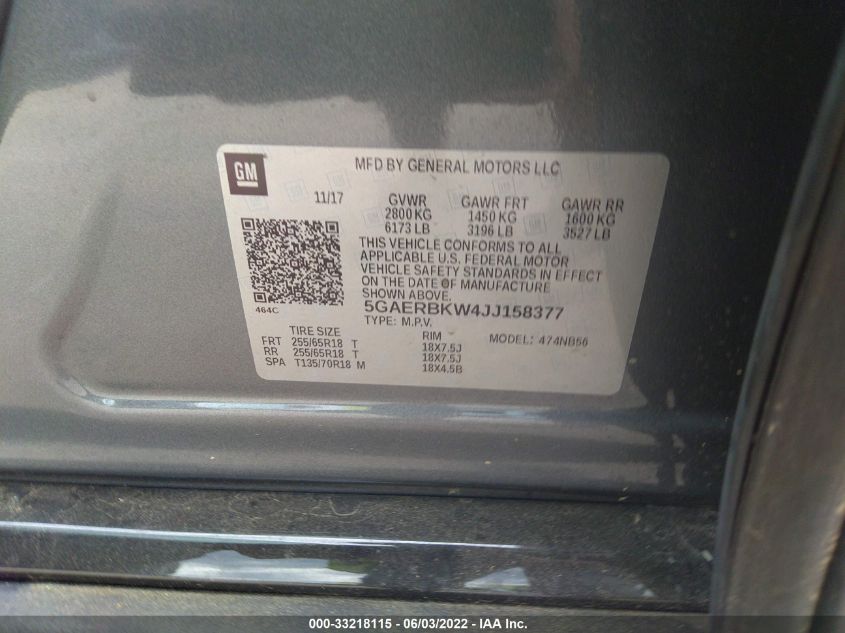 GM
MFD BY GENERAL MOTORS LLC
11/17
GVWR GAWR FRT GAWR RR
2800 KG 1450 KG 1600 KG
6173 LB 3196 LB 3527 LB
THIS VEHICLE CONFORMS TO ALL
APPLICABLE U.S. FEDERAL MOTOR
VEHICLE SAFETY STANDARDS IN EFFECT
ON THE DATE OF MANUFACTURE
SHOWN ABOVE.
464C
5GAERBKW4JJ158377
TYPE: M.P.V.
TIRE SIZE RIM MODEL: 474NB56
FRT 255/65R18 T 18X7.5J
RR 255/65R18 T 18X7.5J
SPA T135/70R18 M 18X4.5B
000-33218115 - 06/03/2022 - IAA Inc.